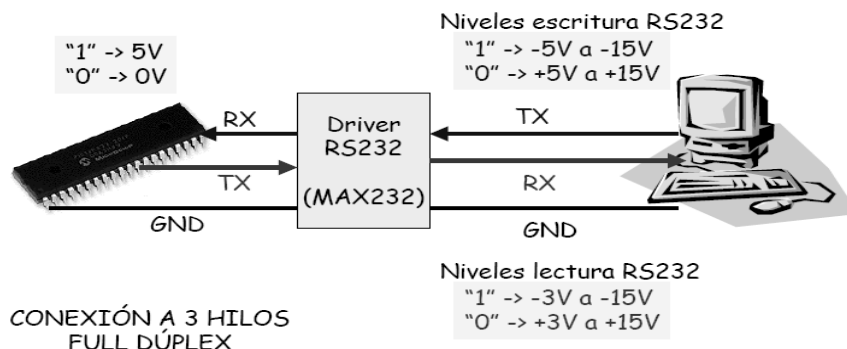 Niveles escritura RS232
"1" -> 5V
"0" -> 0V
"1" -> -5V a -15V
"0" -> +5V a +15V
RX
Driver
RS232
(MAX232)
TX
TX
RX
GND
GND
Niveles lectura RS232
"1" -> -3V a -15V
"0" -> +3V a +15V
CONEXIÓN A 3 HILOS
FULL DÚPLEX